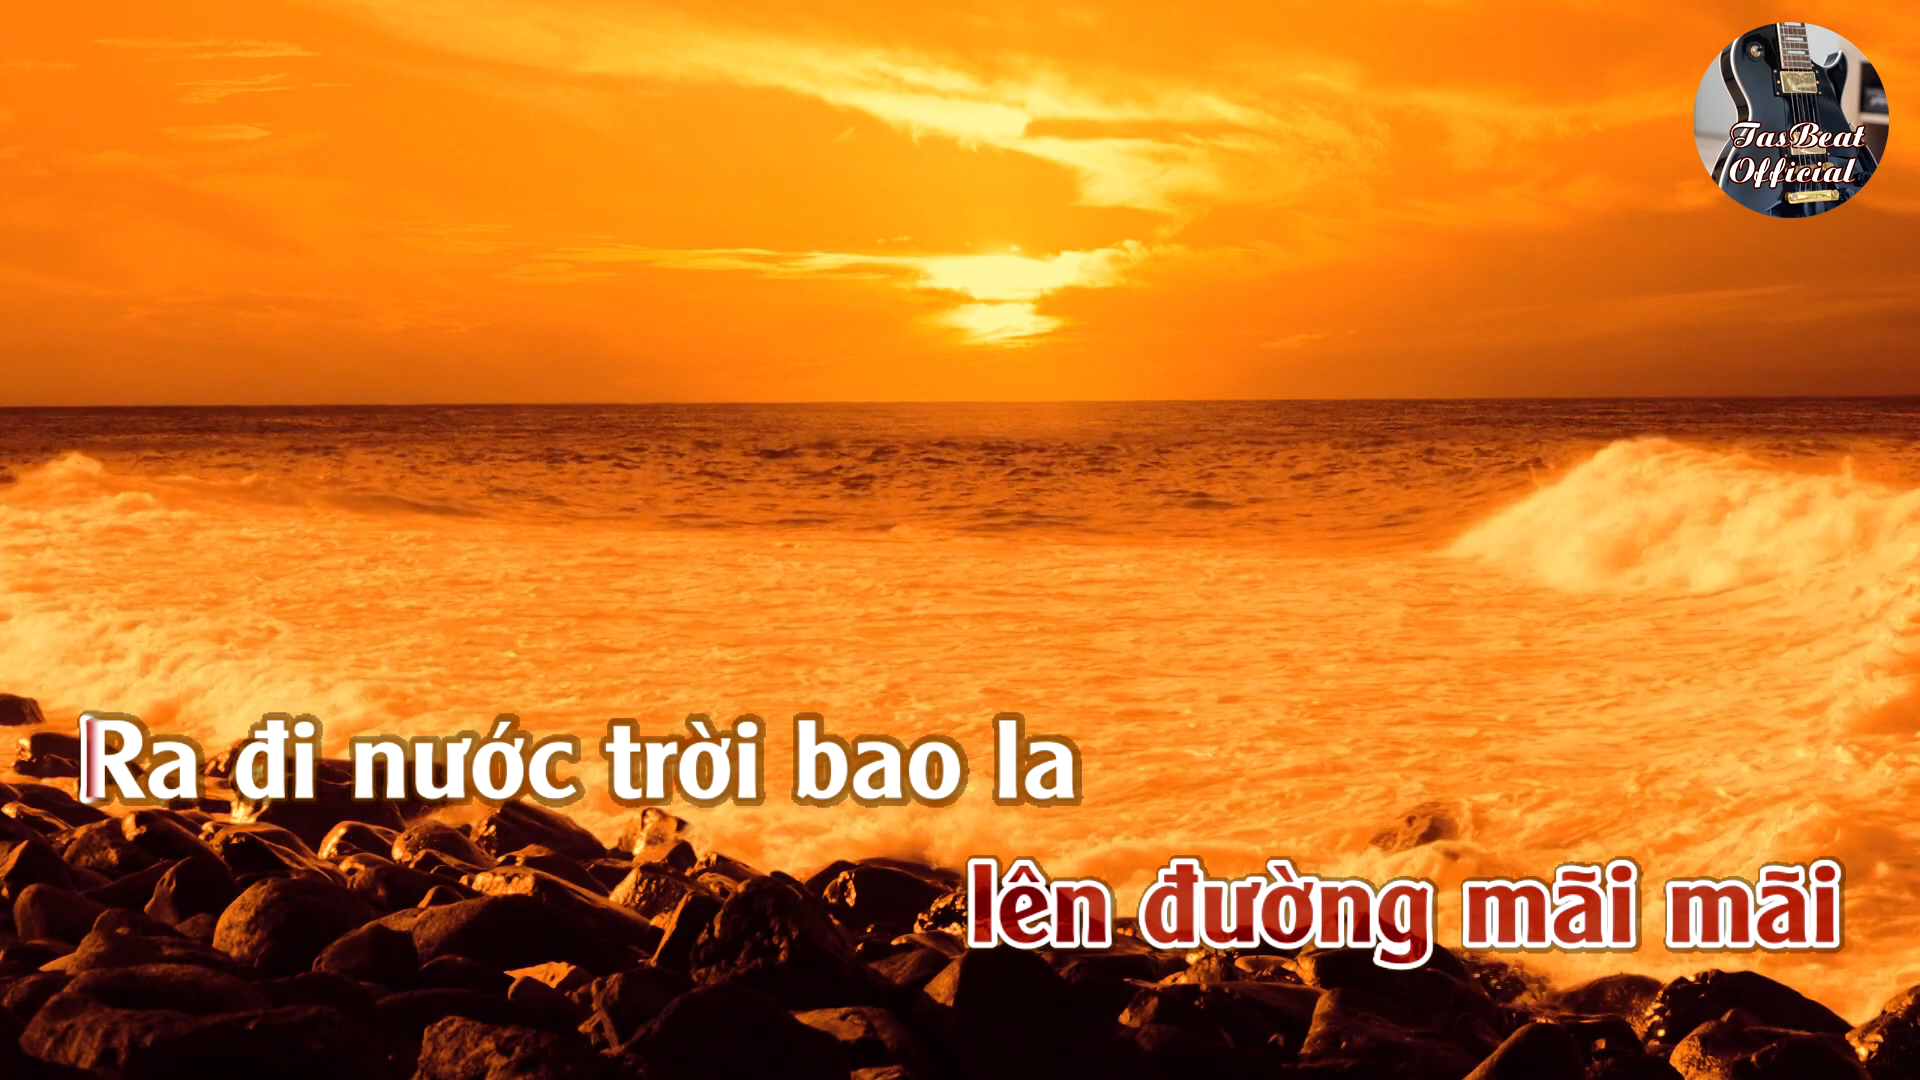 TasBeat
Official
Ra đi nước trời bao la
lên đường mãi mãi